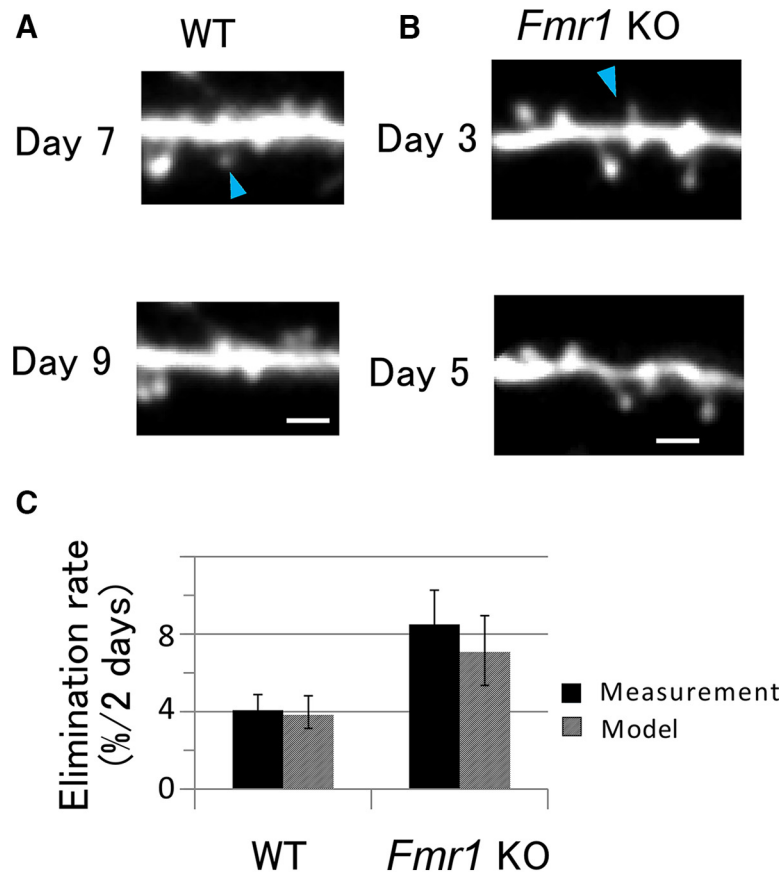 A
WT
B
Fmr1 KO
Day 7
Day 3
Day 9
Day 5
C
Elimination rate
(%/2 days)
8
4
0
Measurement
Model
WT
Fmr1 KO